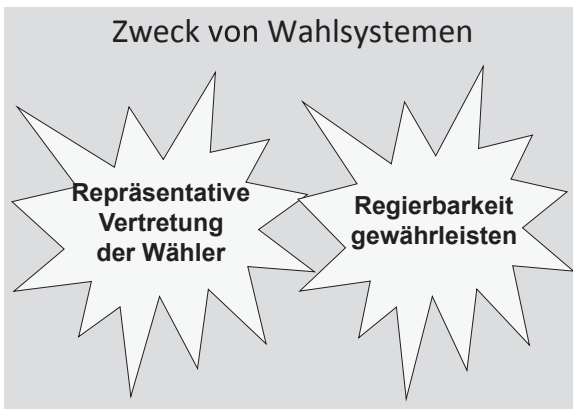 Zweck von Wahlsystemen
Repräsentative
Vertretung
der Wähler
Regierbarkeit
gewährleisten